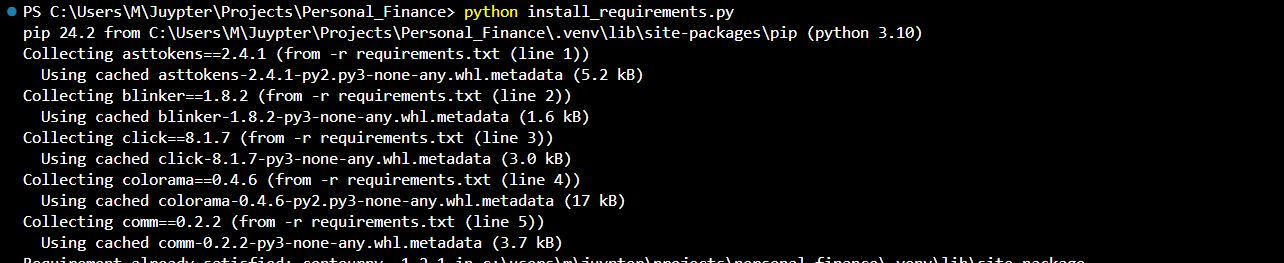 PS C:\Users\M\Juypter\Projects\Personal_Finance> python install_requirements.py
pip 24.2 from C:\Users\M\Juypter\Projects\Personal_Finance\.venv\lib\site-packages\pip (python 3.10)
Collecting asttokens==2.4.1 (from -r requirements.txt (line 1))
  Using cached asttokens-2.4.1-py2.py3-none-any.whl.metadata (5.2 kB)
Collecting blinker==1.8.2 (from -r requirements.txt (line 2))
  Using cached blinker-1.8.2-py3-none-any.whl.metadata (1.6 kB)
Collecting click==8.1.7 (from -r requirements.txt (line 3))
  Using cached click-8.1.7-py3-none-any.whl.metadata (3.0 kB)
Collecting colorama==0.4.6 (from -r requirements.txt (line 4))
  Using cached colorama-0.4.6-py2.py3-none-any.whl.metadata (17 kB)
Collecting comm==0.2.2 (from -r requirements.txt (line 5))
  Using cached comm-0.2.2-py3-none-any.whl.metadata (3.7 kB)
Requirement already satisfied: in